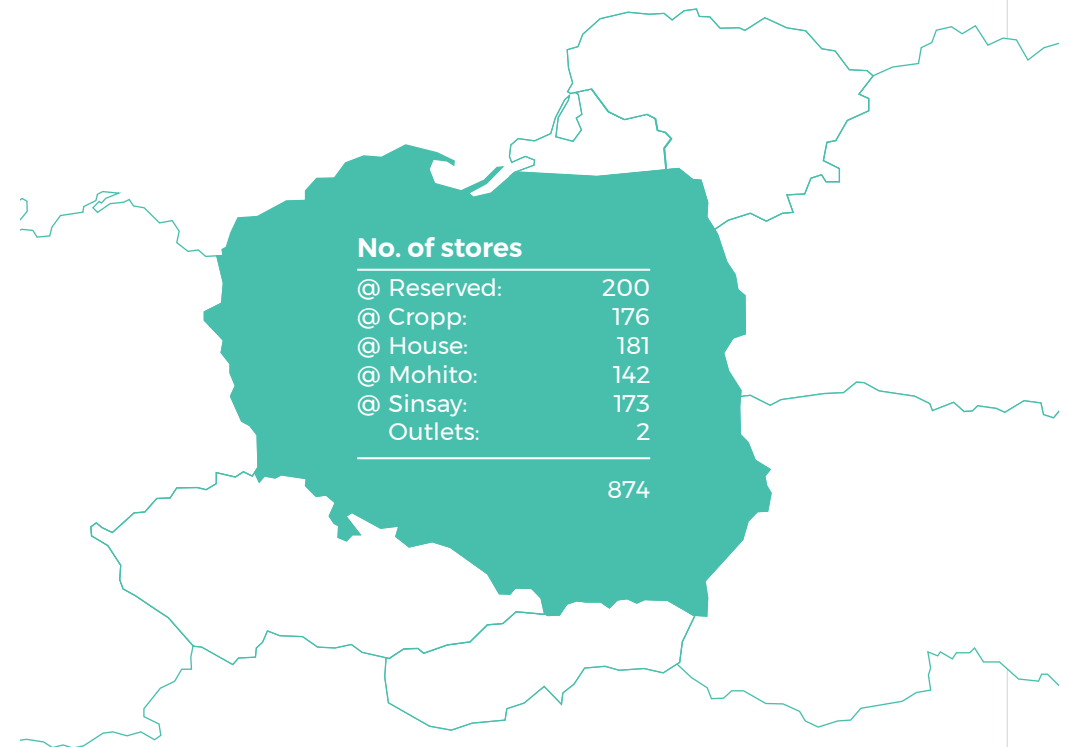 No. of stores
@ Reserved: 200
@ Cropp: 176
@ House: 181
@ Mohito: 142
@ Sinsay: 173
Outlets: 2
874